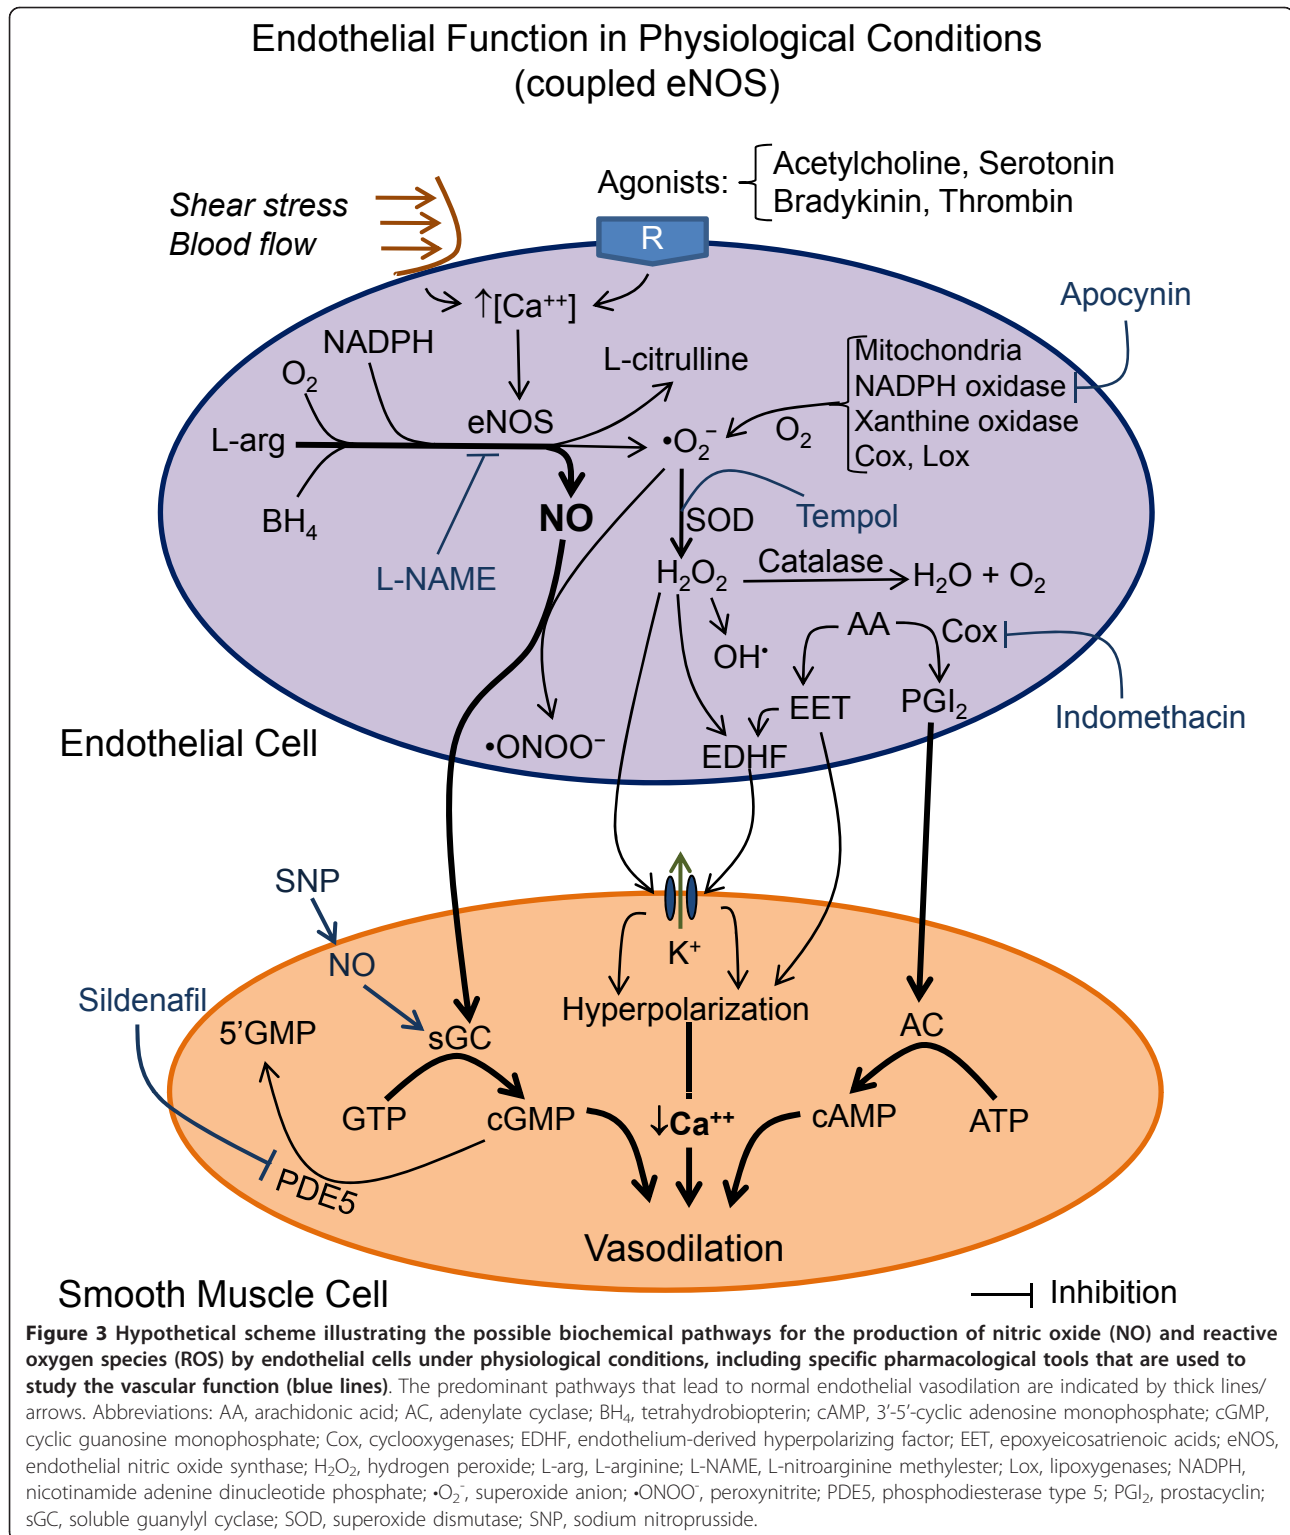 Endothelial Function in Physiological Conditions
(coupled eNOS)
Agonists:
Acetylcholine, Serotonin
Bradykinin, Thrombin
Shear stress
Blood flow
R
↑[Ca⁺⁺]
Apocynin
NADPH
L-citrulline
Mitochondria
NADPH oxidase
Xanthine oxidase
Cox, Lox
O₂
eNOS
L-arg
•O₂⁻
O₂
BH₄
NO
SOD
Tempol
L-NAME
H₂O₂
Catalase
H₂O + O₂
AA
Cox
OH•
EET
PGI₂
Indomethacin
Endothelial Cell
•ONOO⁻
EDHF
SNP
NO
K⁺
Sildenafil
5'GMP
sGC
Hyperpolarization
AC
GTP
cGMP
↓Ca⁺⁺
cAMP
ATP
PDE5
Vasodilation
Smooth Muscle Cell
Inhibition
Figure 3 Hypothetical scheme illustrating the possible biochemical pathways for the production of nitric oxide (NO) and reactive
oxygen species (ROS) by endothelial cells under physiological conditions, including specific pharmacological tools that are used to
study the vascular function (blue lines). The predominant pathways that lead to normal endothelial vasodilation are indicated by thick lines/
arrows. Abbreviations: AA, arachidonic acid; AC, adenylate cyclase; BH₄, tetrahydrobiopterin; cAMP, 3'-5'-cyclic adenosine monophosphate; cGMP,
cyclic guanosine monophosphate; Cox, cyclooxygenases; EDHF, endothelium-derived hyperpolarizing factor; EET, epoxyeicosatrienoic acids; eNOS,
endothelial nitric oxide synthase; H₂O₂, hydrogen peroxide; L-arg, L-arginine; L-NAME, L-nitroarginine methylester; Lox, lipoxygenases; NADPH,
nicotinamide adenine dinucleotide phosphate; •O₂⁻, superoxide anion; •ONOO⁻, peroxynitrite; PDE5, phosphodiesterase type 5; PGI₂, prostacyclin;
sGC, soluble guanylyl cyclase; SOD, superoxide dismutase; SNP, sodium nitroprusside.